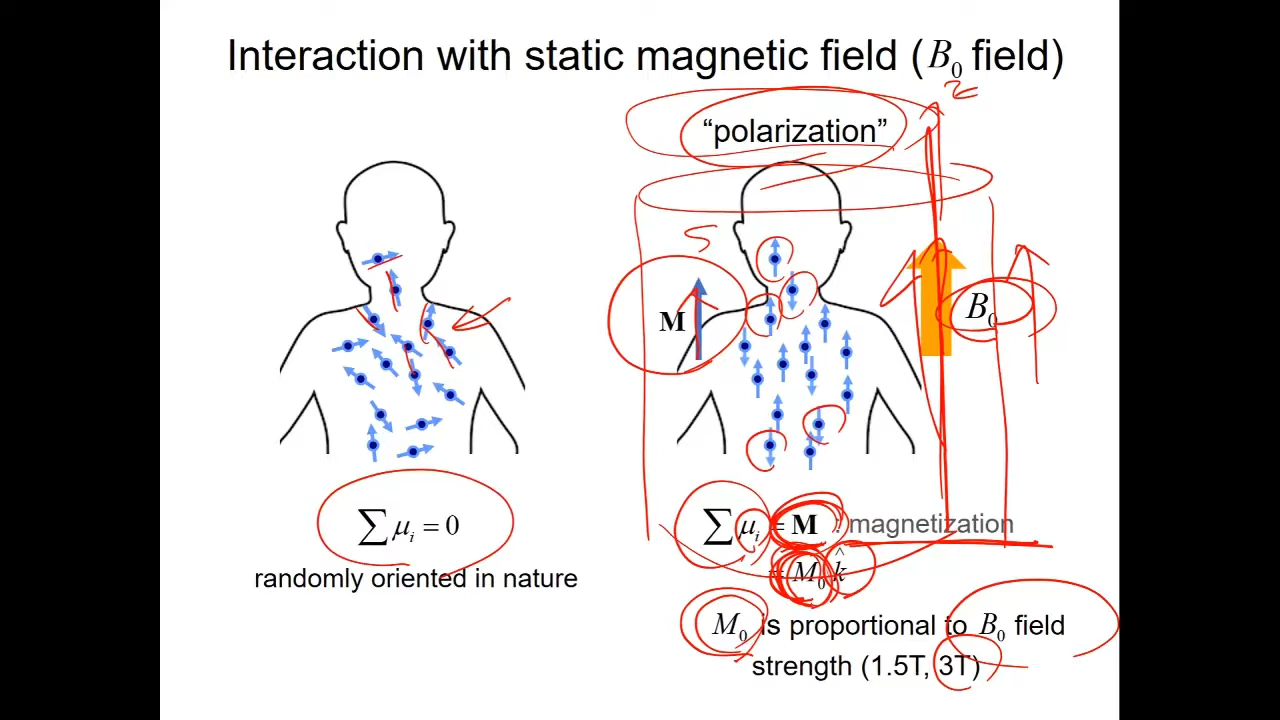 Interaction with static magnetic field (B₀ field)
“polarization”
z
M
B₀
∑ μᵢ = 0
randomly oriented in nature
∑ μᵢ = M : magnetization
= M₀ k̂
M₀ is proportional to B₀ field
strength (1.5T, 3T)